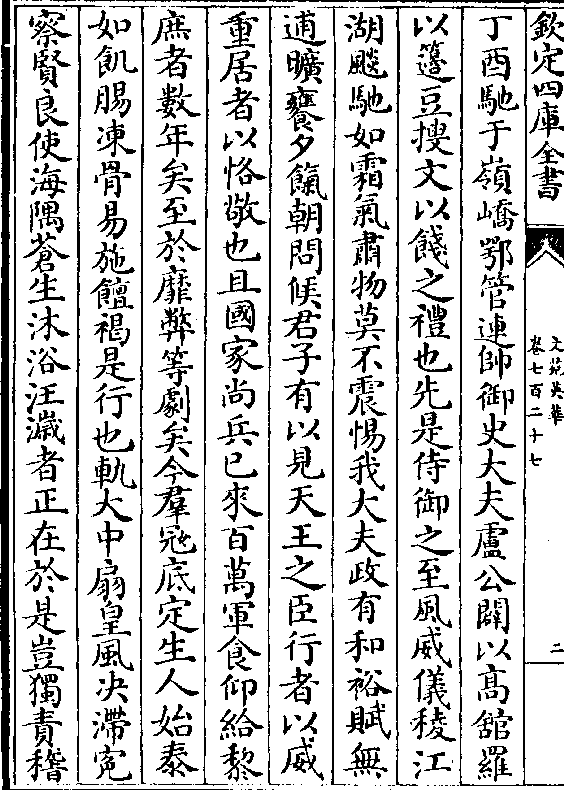 欽定四庫全書
文苑英華
卷七百二十七
二
丁酉馳于嶺嶠鄂管連帥御史大夫盧公闢以高舘羅
以籩豆搜文以餞之禮也先是侍御之至風威儀稜江
湖颷馳如霜氣肅物莫不震惕我大夫政有和裕賦無
逋曠饔夕餼朝問候君子有以見天王之臣行者以威
重居者以恪敬也且國家尚兵已來百萬軍食仰給黎
庶者數年矣至於靡弊等劇矣今羣冦底定生人始泰
如飢腸凍骨易施饘褐是行也軌大中扇皇風决滯寃
察賢良使海隅蒼生沐浴汪濊者正在於是豈獨責稽